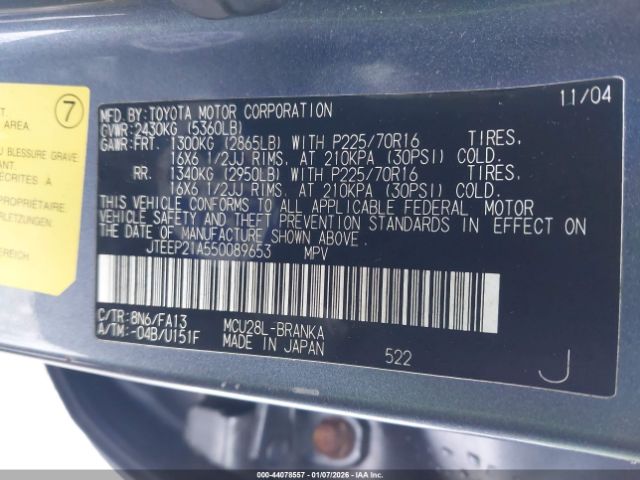 7
T.
AREA
U BLESSURE GRAVE
ANT.
ÉCRITES À
PROPRIÉTAIRE.
RLETZUNGEN.
BEREICH
MFD.BY:TOYOTA MOTOR CORPORATION 11/04
GVWR:2430KG (5360LB)
GAWR:FRT. 1300KG (2865LB) WITH P225/70R16 TIRES,
16X6 1/2JJ RIMS, AT 210KPA (30PSI) COLD.
RR. 1340KG (2950LB) WITH P225/70R16 TIRES,
16X6 1/2JJ RIMS, AT 210KPA (30PSI) COLD.
THIS VEHICLE CONFORMS TO ALL APPLICABLE FEDERAL MOTOR
VEHICLE SAFETY AND THEFT PREVENTION STANDARDS IN EFFECT ON
THE DATE OF MANUFACTURE SHOWN ABOVE.
JTEEP21A550089653 MPV
C/TR: 8N6/FA13 MCU28L-BRANKA
A/TM:-04B/U151F MADE IN JAPAN 522 J
000-44078557 - 01/07/2026 - IAAI.com